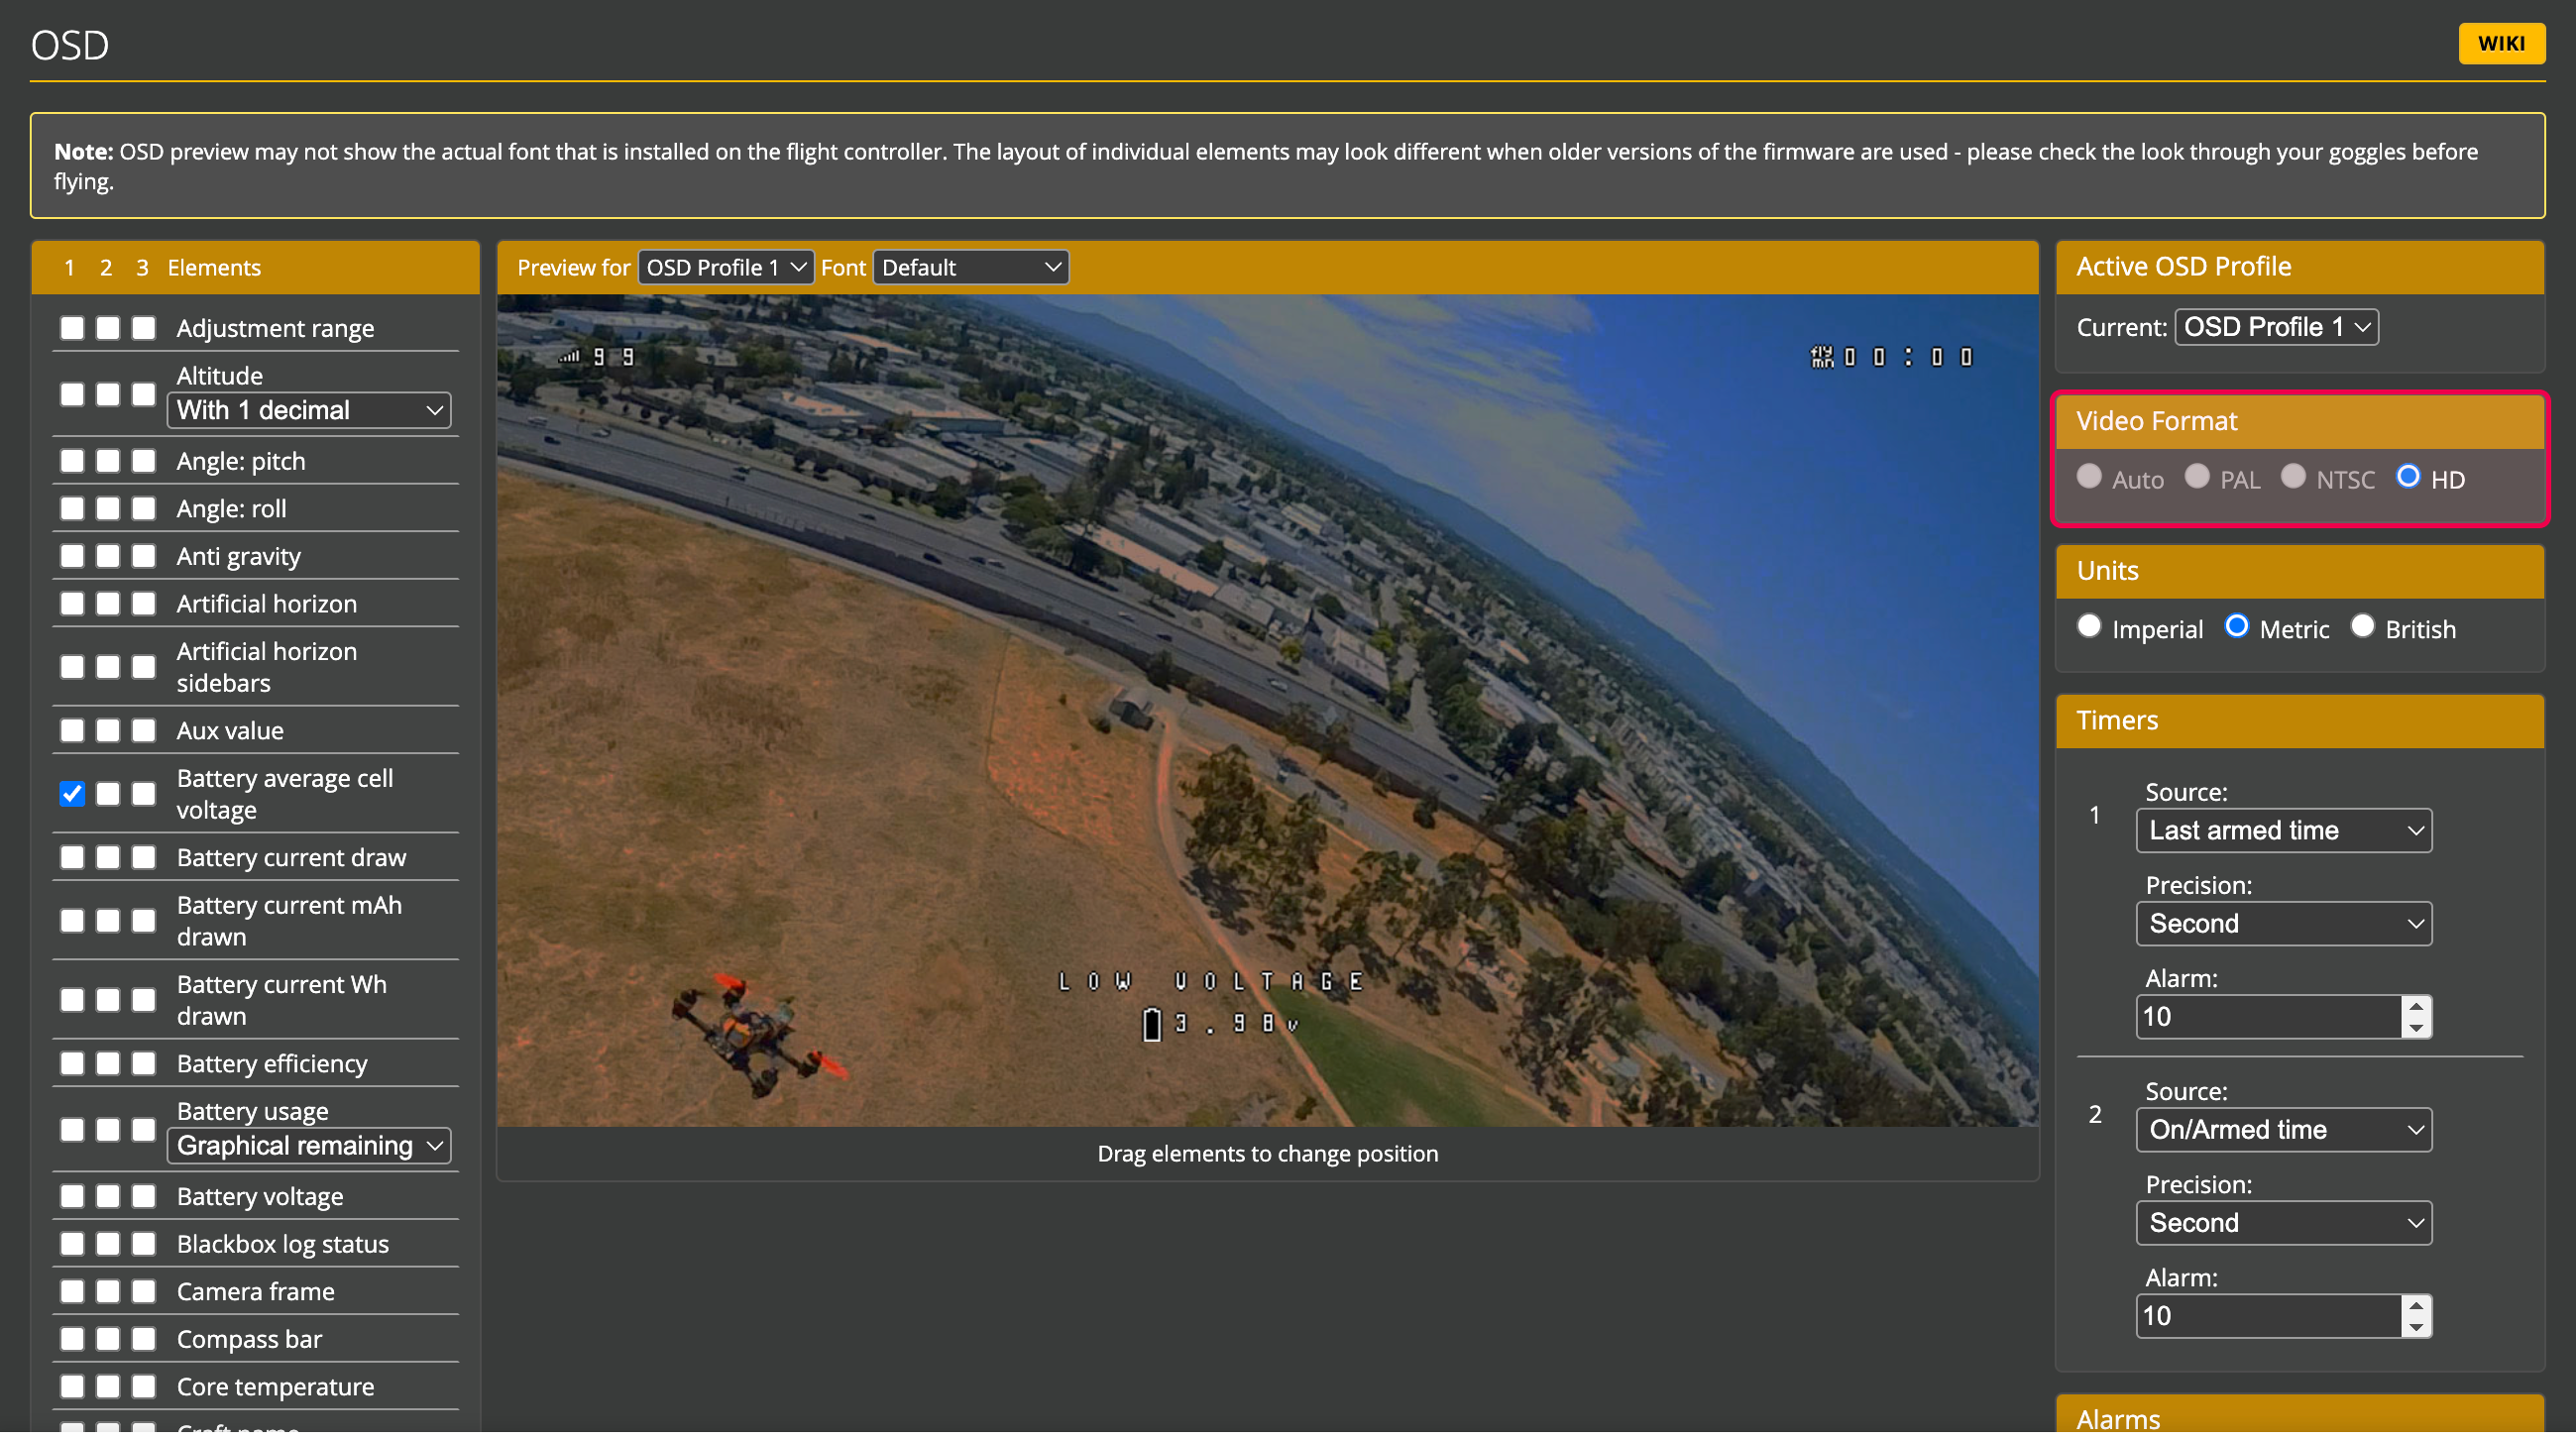 OSD
WIKI
Note: OSD preview may not show the actual font that is installed on the flight controller. The layout of individual elements may look different when older versions of the firmware are used - please check the look through your goggles before
flying.
1 2 3 Elements
Adjustment range
Altitude
With 1 decimal
Angle: pitch
Angle: roll
Anti gravity
Artificial horizon
Artificial horizon
sidebars
Aux value
Battery average cell
voltage
Battery current draw
Battery current mAh
drawn
Battery current Wh
drawn
Battery efficiency
Battery usage
Graphical remaining
Battery voltage
Blackbox log status
Camera frame
Compass bar
Core temperature
Craft name
Preview for OSD Profile 1 Font Default
99
fly mn 00:00
LOW VOLTAGE
3.98v
Drag elements to change position
Active OSD Profile
Current: OSD Profile 1
Video Format
Auto PAL NTSC HD
Units
Imperial Metric British
Timers
1
Source:
Last armed time
Precision:
Second
Alarm:
10
2
Source:
On/Armed time
Precision:
Second
Alarm:
10
Alarms